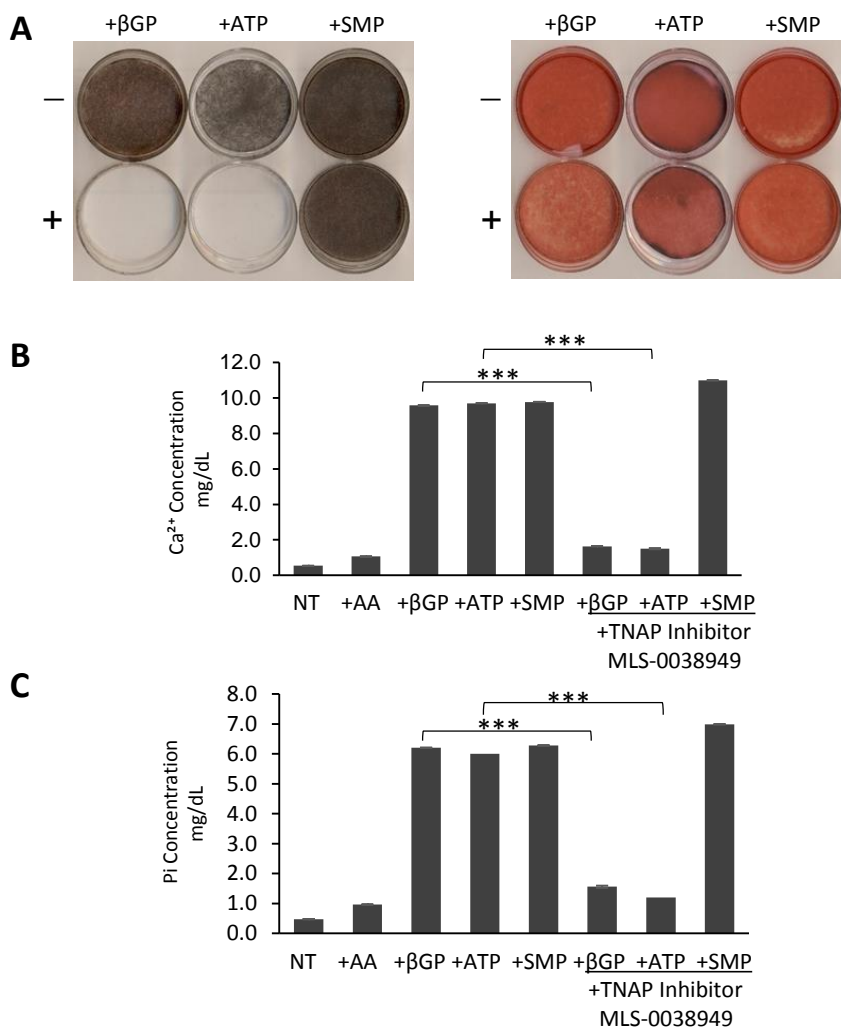 A
+βGP +ATP +SMP
+βGP +ATP +SMP
–
–
+
+
B
***
***
12.0
10.0
8.0
6.0
4.0
2.0
0.0
Ca²⁺ Concentration
mg/dL
NT +AA +βGP +ATP +SMP +βGP +ATP +SMP
+TNAP Inhibitor
MLS-0038949
C
***
***
8.0
7.0
6.0
5.0
4.0
3.0
2.0
1.0
0.0
Pi Concentration
mg/dL
NT +AA +βGP +ATP +SMP +βGP +ATP +SMP
+TNAP Inhibitor
MLS-0038949